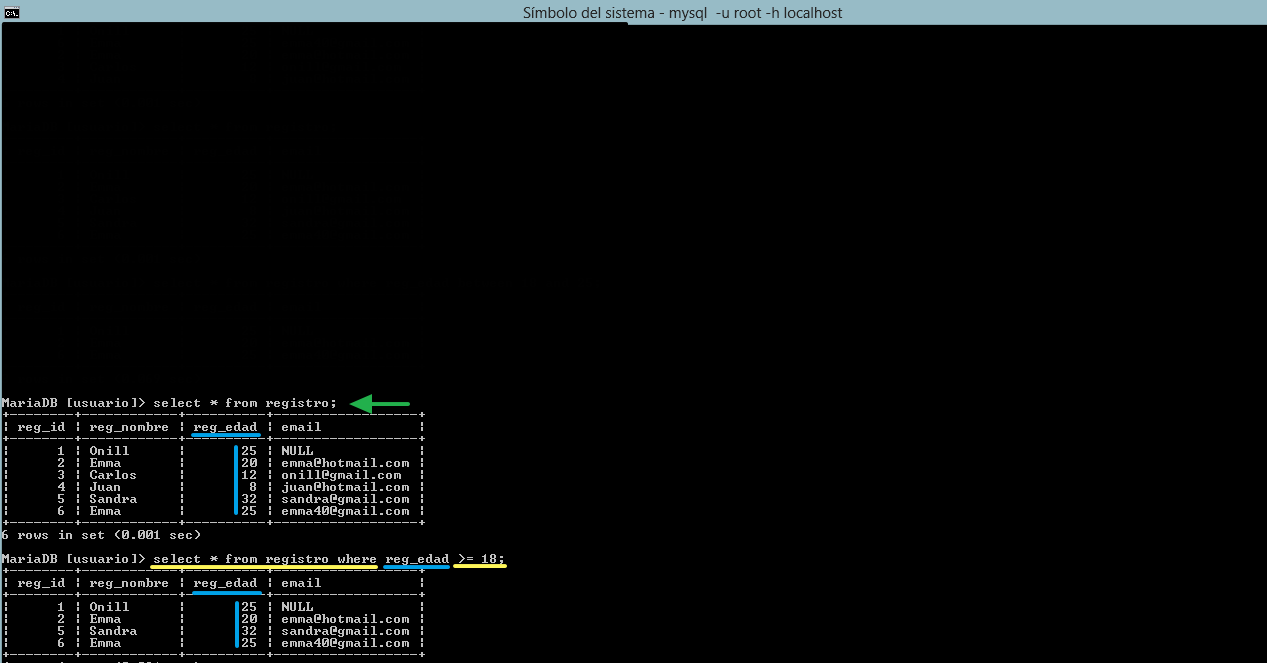 Símbolo del sistema - mysql -u root -h localhost
MariaDB [usuario]> select * from registro;
reg_id | reg_nombre | reg_edad | email
1 | Onill | 25 | NULL
2 | Emma | 20 | emma@hotmail.com
3 | Carlos | 12 | onill@gmail.com
4 | Juan | 8 | juan@hotmail.com
5 | Sandra | 32 | sandra@gmail.com
6 | Emma | 25 | emma40@gmail.com
6 rows in set (0.001 sec)
MariaDB [usuario]> select * from registro where reg_edad >= 18;
reg_id | reg_nombre | reg_edad | email
1 | Onill | 25 | NULL
2 | Emma | 20 | emma@hotmail.com
5 | Sandra | 32 | sandra@gmail.com
6 | Emma | 25 | emma40@gmail.com